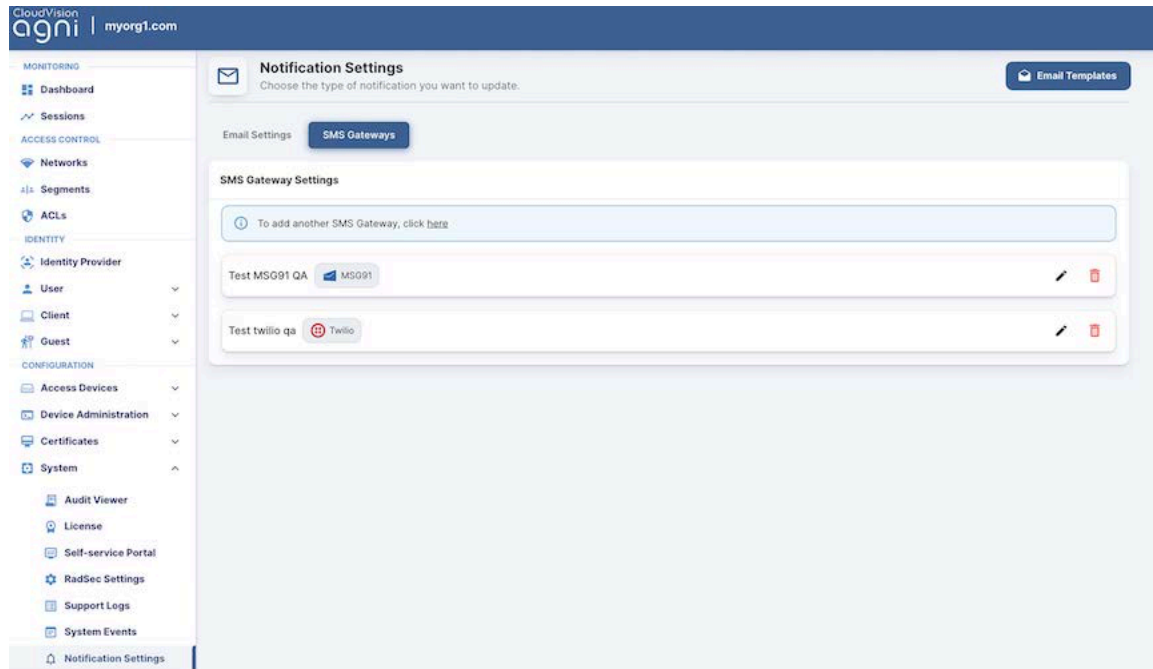 CloudVision
agni | myorg1.com
MONITORING
Dashboard
Sessions
ACCESS CONTROL
Networks
Segments
ACLs
IDENTITY
Identity Provider
User
Client
Guest
CONFIGURATION
Access Devices
Device Administration
Certificates
System
Audit Viewer
License
Self-service Portal
RadSec Settings
Support Logs
System Events
Notification Settings
Notification Settings
Choose the type of notification you want to update.
Email Templates
Email Settings
SMS Gateways
SMS Gateway Settings
To add another SMS Gateway, click here
Test MSG91 QA MSG91
Test twilio qa Twilio